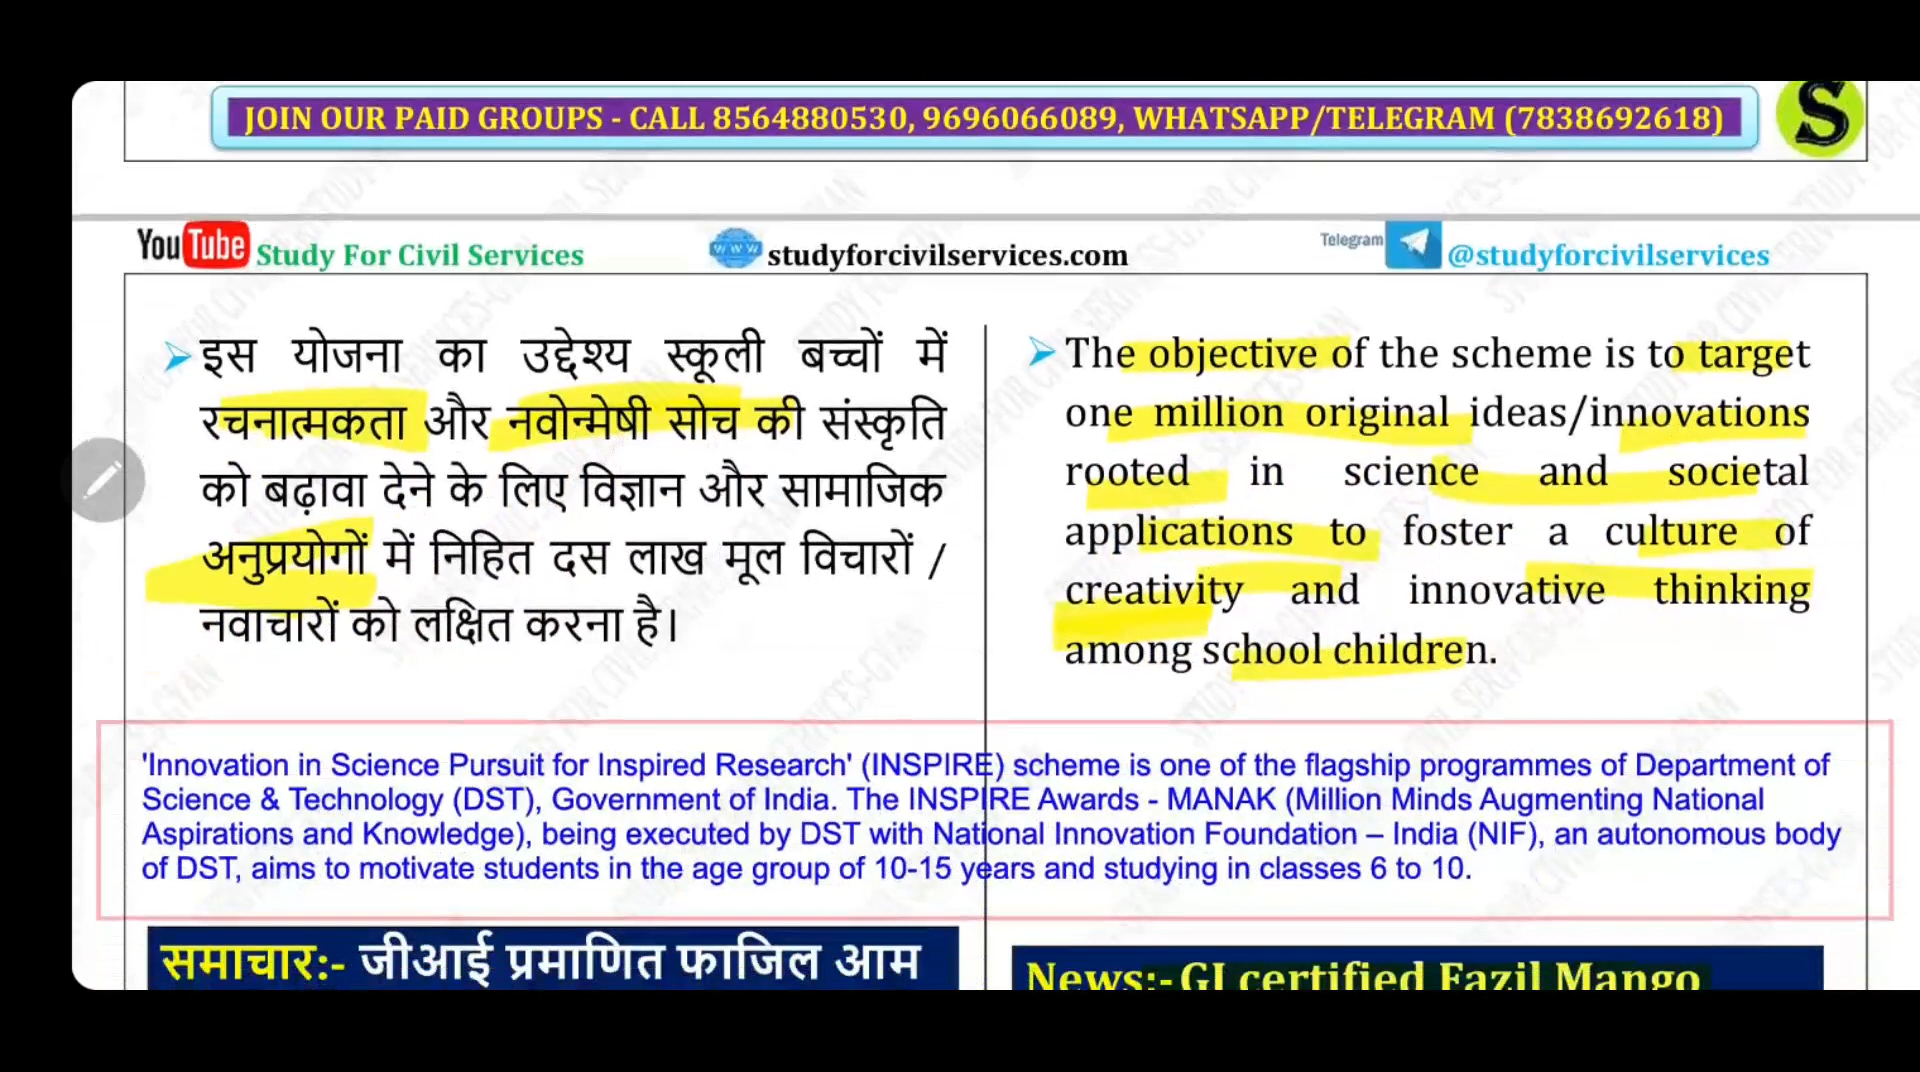 JOIN OUR PAID GROUPS - CALL 8564880530, 9696066089, WHATSAPP/TELEGRAM (7838692618)
S
YouTube Study For Civil Services
www studyforcivilservices.com
Telegram @studyforcivilservices
इस योजना का उद्देश्य स्कूली बच्चों में
रचनात्मकता और नवोन्मेषी सोच की संस्कृति
को बढ़ावा देने के लिए विज्ञान और सामाजिक
अनुप्रयोगों में निहित दस लाख मूल विचारों /
नवाचारों को लक्षित करना है।
The objective of the scheme is to target
one million original ideas/innovations
rooted in science and societal
applications to foster a culture of
creativity and innovative thinking
among school children.
'Innovation in Science Pursuit for Inspired Research' (INSPIRE) scheme is one of the flagship programmes of Department of
Science & Technology (DST), Government of India. The INSPIRE Awards - MANAK (Million Minds Augmenting National
Aspirations and Knowledge), being executed by DST with National Innovation Foundation – India (NIF), an autonomous body
of DST, aims to motivate students in the age group of 10-15 years and studying in classes 6 to 10.
समाचार:- जीआई प्रमाणित फाजिल आम
News:- GI certified Fazil Mango